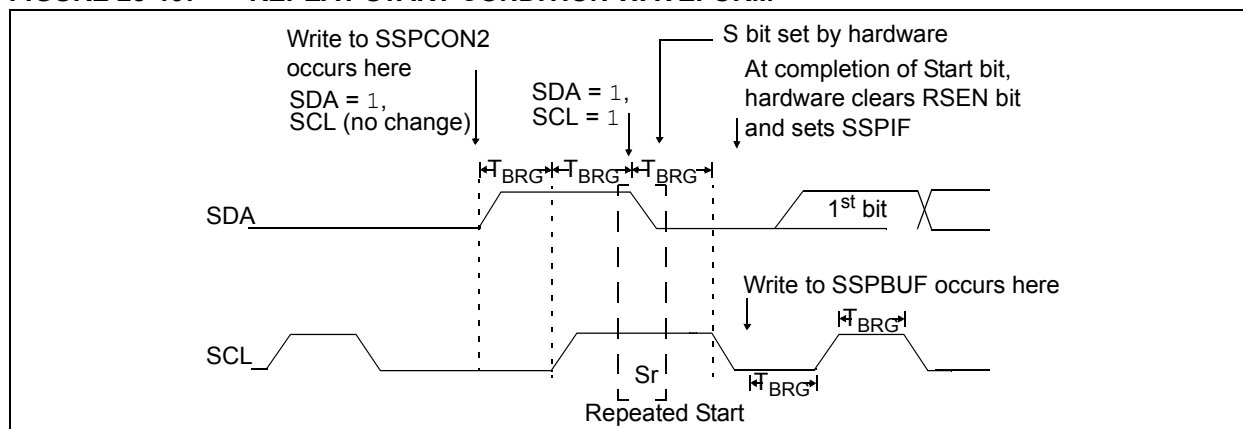 Write to SSPCON2
occurs here
SDA = 1,
SCL (no change)
SDA = 1,
SCL = 1
S bit set by hardware
At completion of Start bit,
hardware clears RSEN bit
and sets SSPIF
TBRG TBRG TBRG
SDA
1st bit
Write to SSPBUF occurs here
TBRG
SCL
Sr
TBRG
Repeated Start